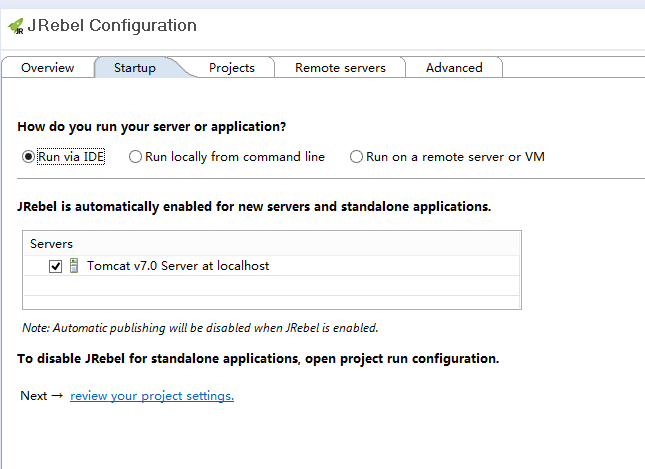 JRebel Configuration
Overview Startup Projects Remote servers Advanced
How do you run your server or application?
Run via IDE Run locally from command line Run on a remote server or VM
JRebel is automatically enabled for new servers and standalone applications.
Servers
Tomcat v7.0 Server at localhost
Note: Automatic publishing will be disabled when JRebel is enabled.
To disable JRebel for standalone applications, open project run configuration.
Next → review your project settings.